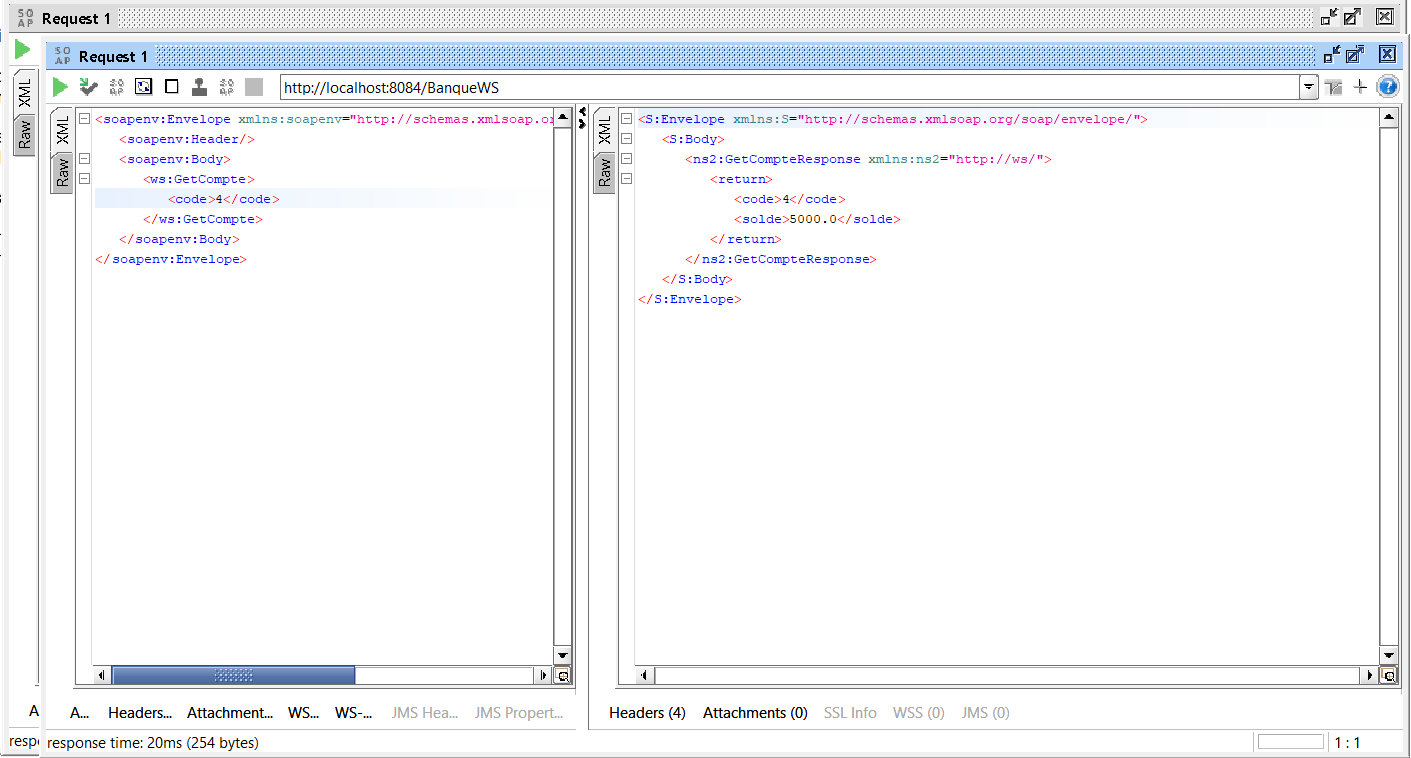 SO
AP Request 1
SO
AP Request 1
http://localhost:8084/BanqueWS
XML
Raw
XML
Raw
<soapenv:Envelope xmlns:soapenv="http://schemas.xmlsoap.or
<soapenv:Header/>
<soapenv:Body>
<ws:GetCompte>
<code>4</code>
</ws:GetCompte>
</soapenv:Body>
</soapenv:Envelope>
XML
Raw
<S:Envelope xmlns:S="http://schemas.xmlsoap.org/soap/envelope/">
<S:Body>
<ns2:GetCompteResponse xmlns:ns2="http://ws/">
<return>
<code>4</code>
<solde>5000.0</solde>
</return>
</ns2:GetCompteResponse>
</S:Body>
</S:Envelope>
A
A... Headers... Attachment... WS... WS-... JMS Hea... JMS Propert...
Headers (4) Attachments (0) SSL Info WSS (0) JMS (0)
respo
response time: 20ms (254 bytes)
1 : 1